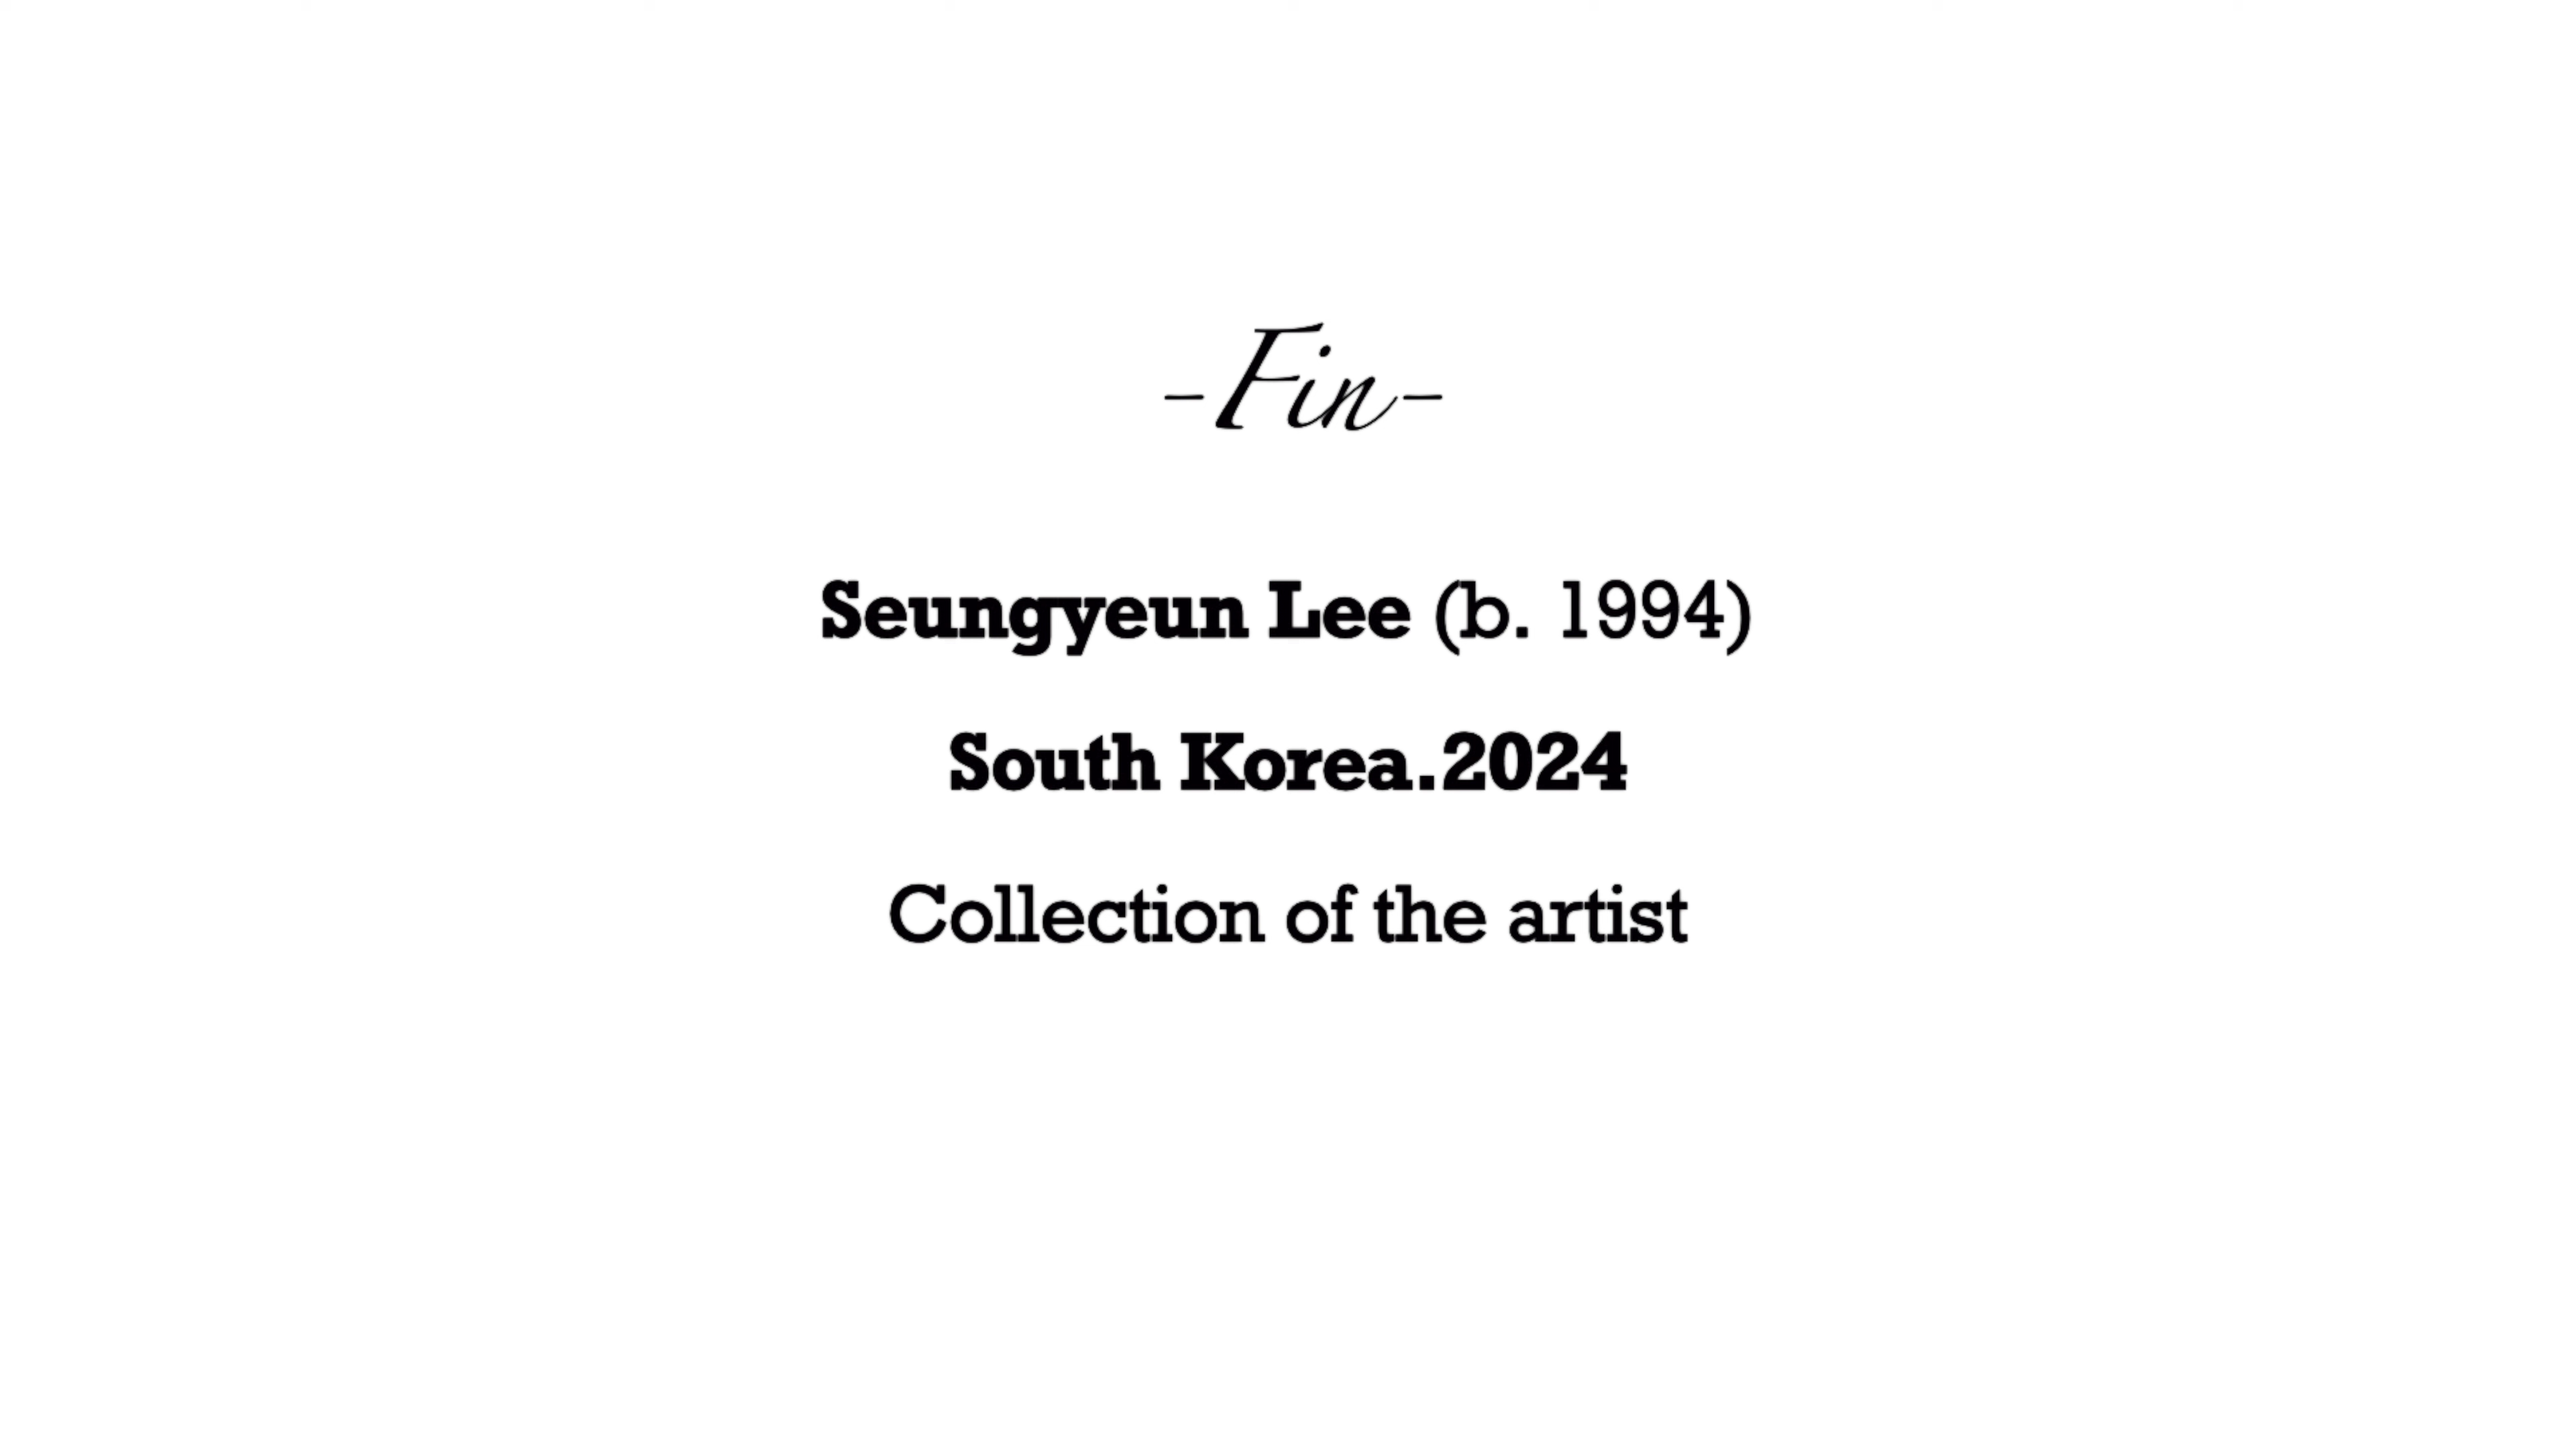 -Fin-
Seungyeun Lee (b. 1994)
South Korea.2024
Collection of the artist